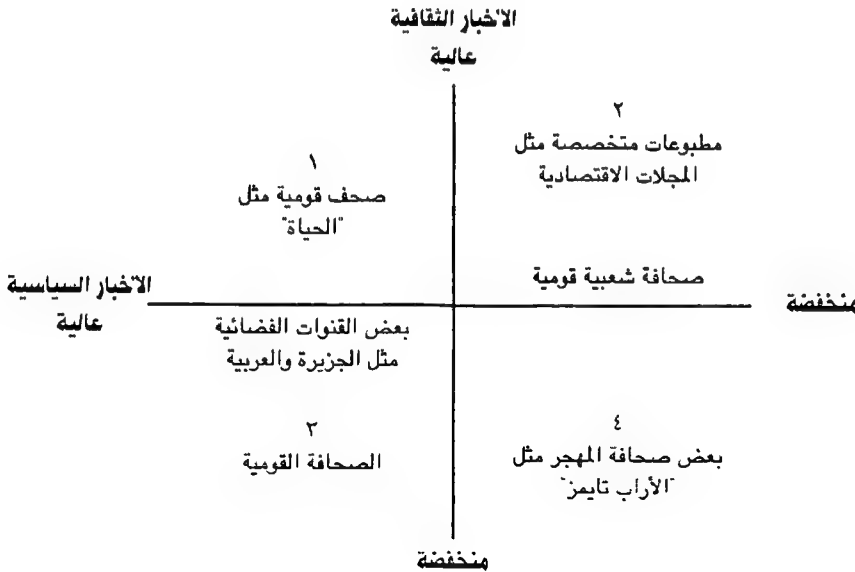 الاخبار الثقافية
عالية
٢
مطبوعات متخصصة مثل
المجلات الاقتصادية
١
صحف قومية مثل
"الحياة"
صحافة شعبية قومية
الاخبار السياسية
عالية
منخفضة
بعض القنوات الفضائية
مثل الجزيرة والعربية
٣
الصحافة القومية
٤
بعض صحافة المهجر مثل
"الأراب تايمز"
منخفضة